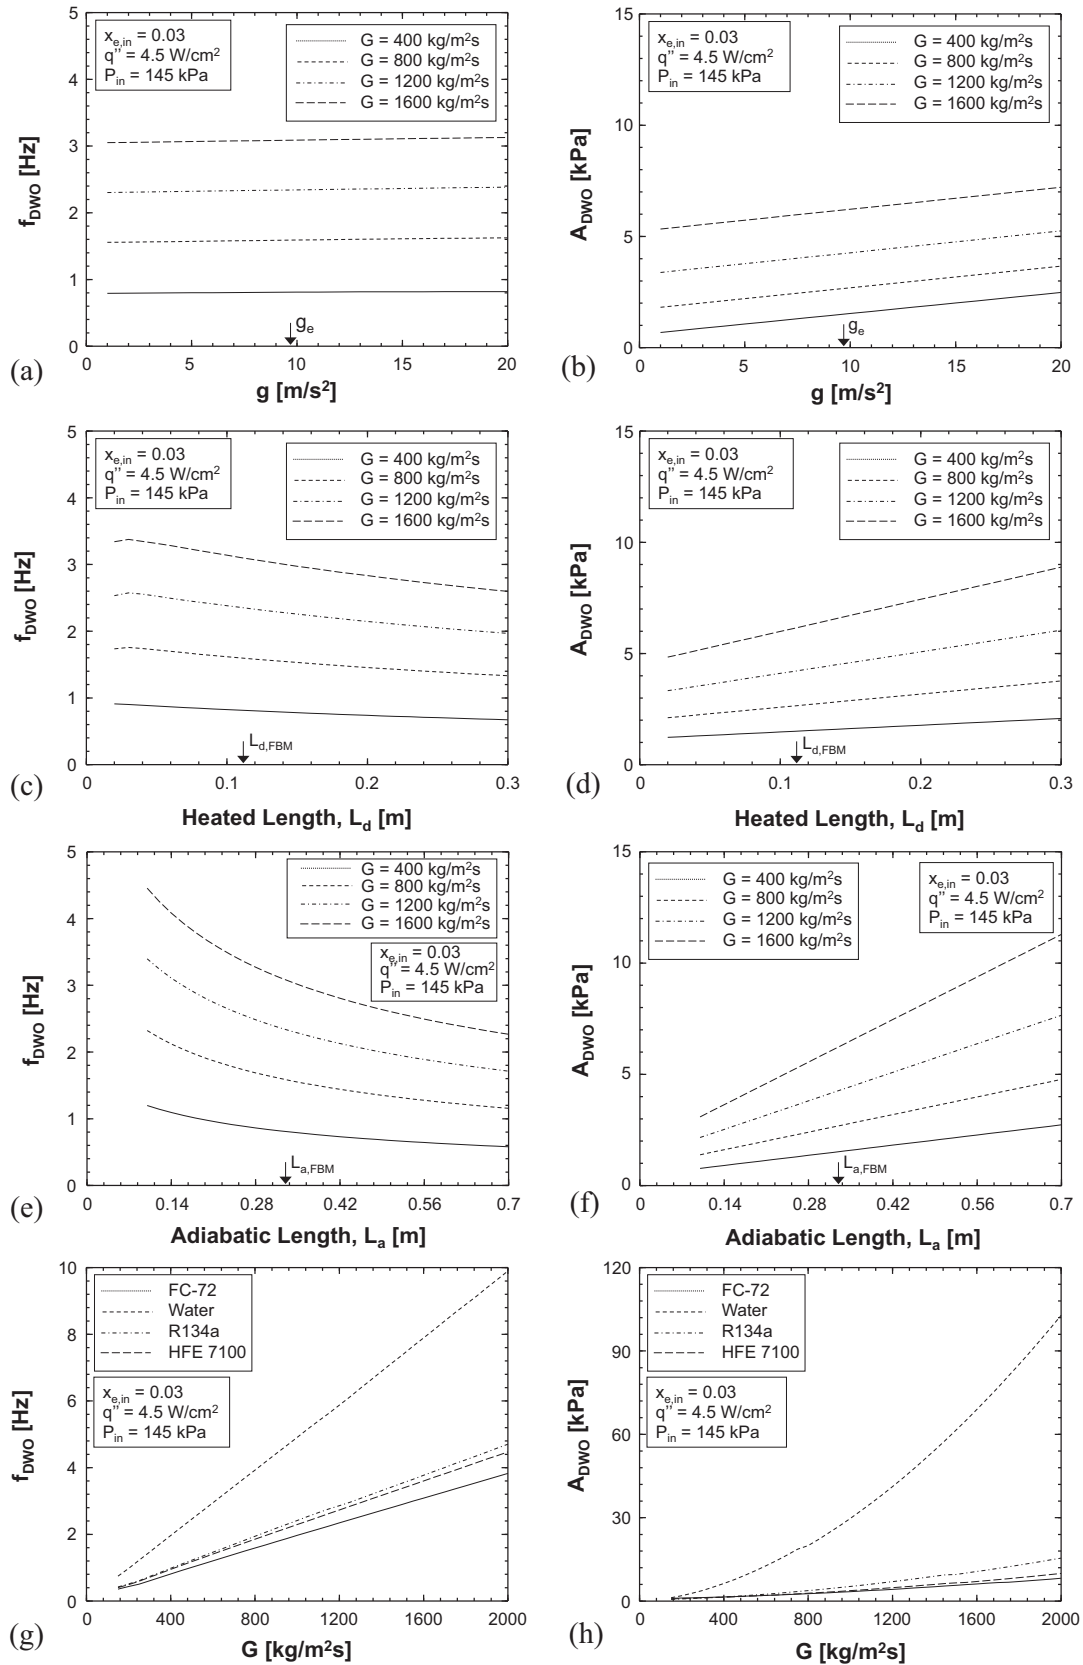 x_e,in = 0.03
q'' = 4.5 W/cm²
P_in = 145 kPa
G = 400 kg/m²s
G = 800 kg/m²s
G = 1200 kg/m²s
G = 1600 kg/m²s
5
4
3
2
1
0
f_DWO [Hz]
g_e
0 5 10 15 20
g [m/s²]
(a)
x_e,in = 0.03
q'' = 4.5 W/cm²
P_in = 145 kPa
G = 400 kg/m²s
G = 800 kg/m²s
G = 1200 kg/m²s
G = 1600 kg/m²s
15
10
5
0
A_DWO [kPa]
g_e
0 5 10 15 20
g [m/s²]
(b)
x_e,in = 0.03
q'' = 4.5 W/cm²
P_in = 145 kPa
G = 400 kg/m²s
G = 800 kg/m²s
G = 1200 kg/m²s
G = 1600 kg/m²s
5
4
3
2
1
0
f_DWO [Hz]
L_d,FBM
0 0.1 0.2 0.3
Heated Length, L_d [m]
(c)
x_e,in = 0.03
q'' = 4.5 W/cm²
P_in = 145 kPa
G = 400 kg/m²s
G = 800 kg/m²s
G = 1200 kg/m²s
G = 1600 kg/m²s
15
10
5
0
A_DWO [kPa]
L_d,FBM
0 0.1 0.2 0.3
Heated Length, L_d [m]
(d)
G = 400 kg/m²s
G = 800 kg/m²s
G = 1200 kg/m²s
G = 1600 kg/m²s
x_e,in = 0.03
q'' = 4.5 W/cm²
P_in = 145 kPa
5
4
3
2
1
0
f_DWO [Hz]
L_a,FBM
0 0.14 0.28 0.42 0.56 0.7
Adiabatic Length, L_a [m]
(e)
G = 400 kg/m²s
G = 800 kg/m²s
G = 1200 kg/m²s
G = 1600 kg/m²s
x_e,in = 0.03
q'' = 4.5 W/cm²
P_in = 145 kPa
15
10
5
0
A_DWO [kPa]
L_a,FBM
0 0.14 0.28 0.42 0.56 0.7
Adiabatic Length, L_a [m]
(f)
FC-72
Water
R134a
HFE 7100
x_e,in = 0.03
q'' = 4.5 W/cm²
P_in = 145 kPa
10
8
6
4
2
0
f_DWO [Hz]
0 400 800 1200 1600 2000
G [kg/m²s]
(g)
FC-72
Water
R134a
HFE 7100
x_e,in = 0.03
q'' = 4.5 W/cm²
P_in = 145 kPa
120
90
60
30
0
A_DWO [kPa]
0 400 800 1200 1600 2000
G [kg/m²s]
(h)